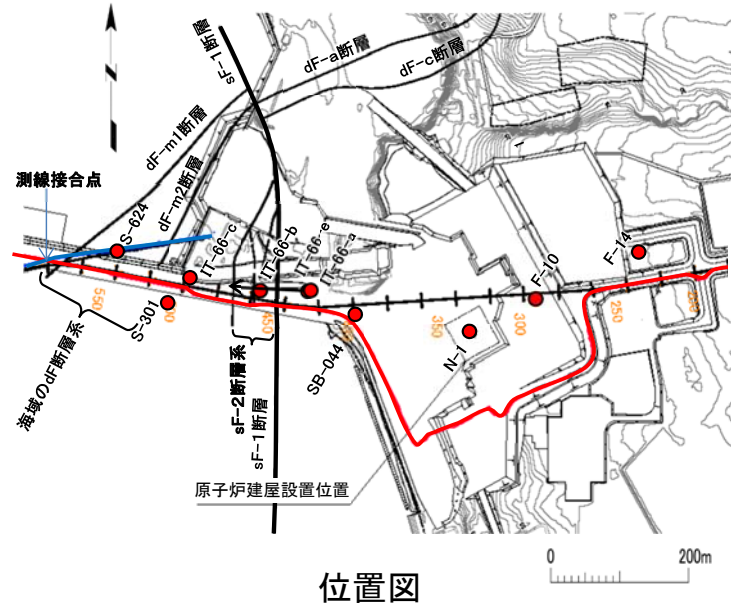 sF-1断層
dF-a断層
dF-c断層
dF-m1断層
dF-m2断層
測線接合点
S-624
IT-66-c
IT-66-b
IT-66-e
IT-66-a
F-10
F-14
550
S-301
450
SB-044
350
N-1
300
250
海域のdF断層系
sF-2断層系
sF-1断層
原子炉建屋設置位置
0
200m
位置図